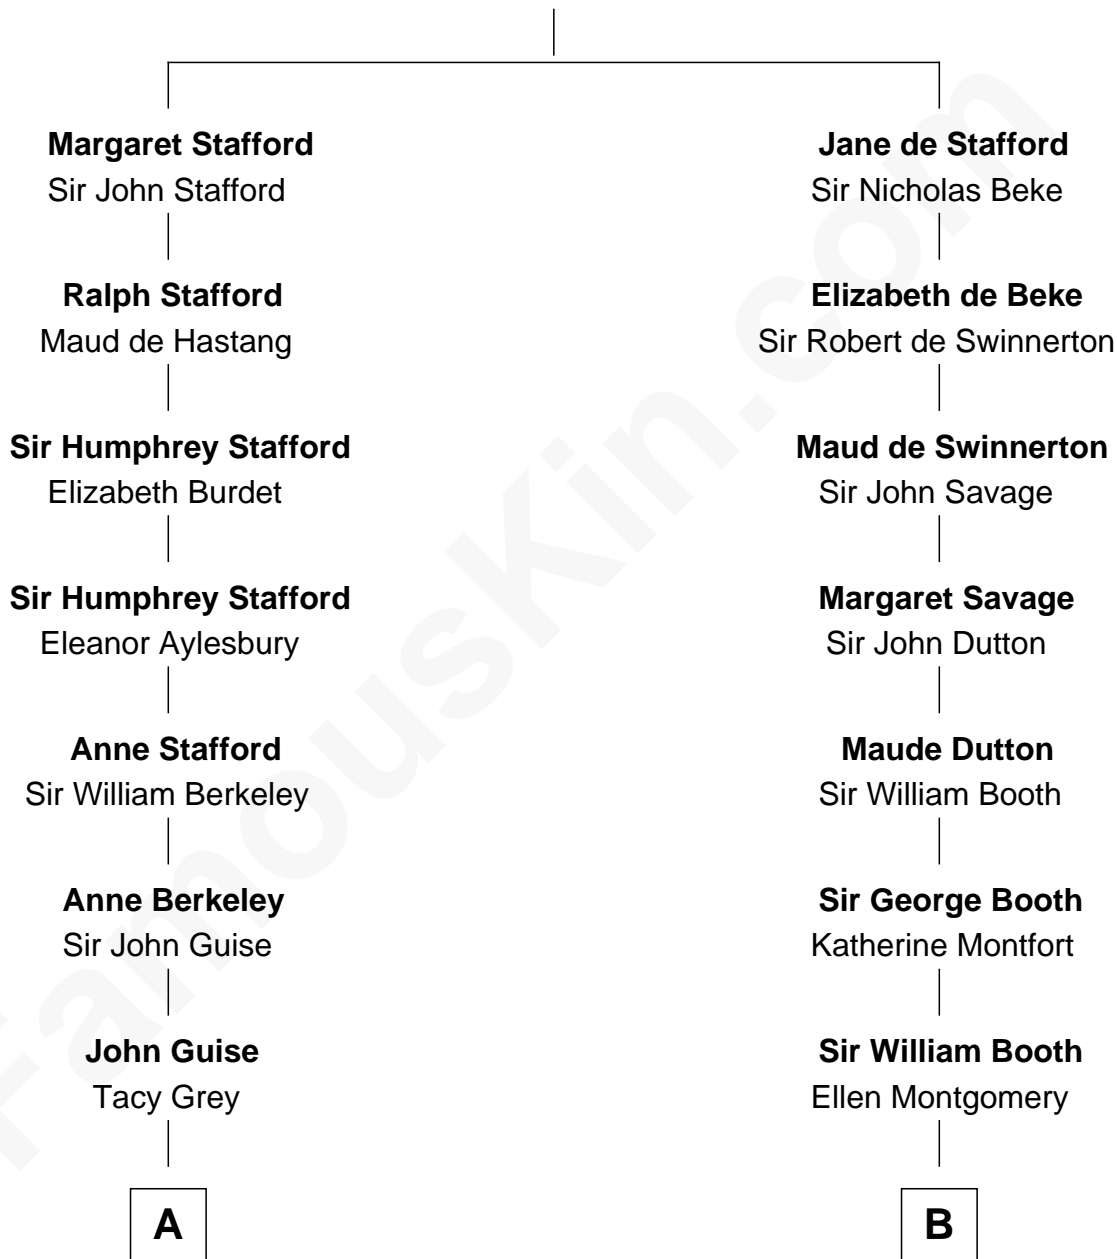 Margaret Stafford
Sir John Stafford
Ralph Stafford
Maud de Hastang
Sir Humphrey Stafford
Elizabeth Burdet
Sir Humphrey Stafford
Eleanor Aylesbury
Anne Stafford
Sir William Berkeley
Anne Berkeley
Sir John Guise
John Guise
Tacy Grey
A
Jane de Stafford
Sir Nicholas Beke
Elizabeth de Beke
Sir Robert de Swinnerton
Maud de Swinnerton
Sir John Savage
Margaret Savage
Sir John Dutton
Maude Dutton
Sir William Booth
Sir George Booth
Katherine Montfort
Sir William Booth
Ellen Montgomery
B
FamousKin.com